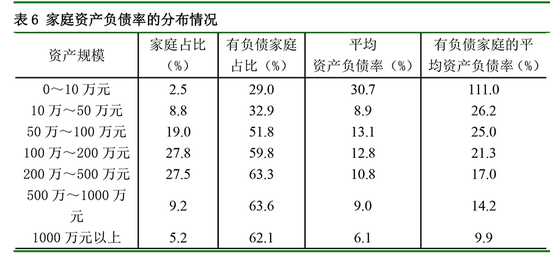 表 6 家庭资产负债率的分布情况
资产规模 家庭占比（%） 有负债家庭占比（%） 平均资产负债率（%） 有负债家庭的平均资产负债率（%）
0～10 万元 2.5 29.0 30.7 111.0
10 万～50 万元 8.8 32.9 8.9 26.2
50 万～100 万元 19.0 51.8 13.1 25.0
100 万～200 万元 27.8 59.8 12.8 21.3
200 万～500 万元 27.5 63.3 10.8 17.0
500 万～1000 万元 9.2 63.6 9.0 14.2
1000 万元以上 5.2 62.1 6.1 9.9